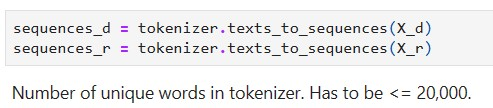 sequences_d = tokenizer.texts_to_sequences(X_d)
sequences_r = tokenizer.texts_to_sequences(X_r)
Number of unique words in tokenizer. Has to be <= 20,000.